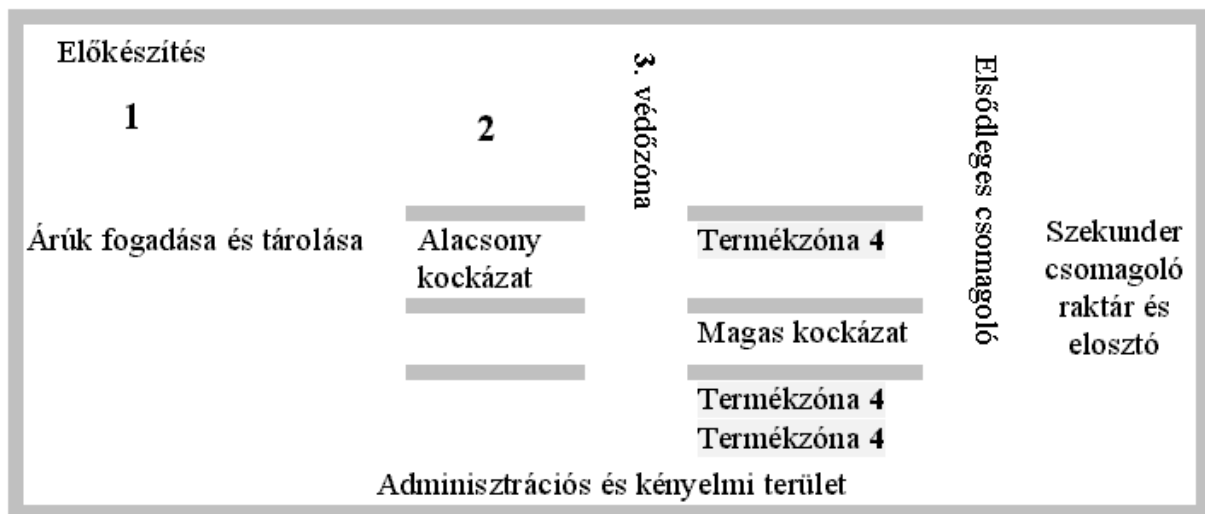 Előkészítés
1
2
3. védőzóna
Elsődleges csomagoló
Árúk fogadása és tárolása
Alacsony
kockázat
Termékzóna 4
Magas kockázat
Termékzóna 4
Termékzóna 4
Szekunder
csomagoló
raktár és
elosztó
Adminisztrációs és kényelmi terület